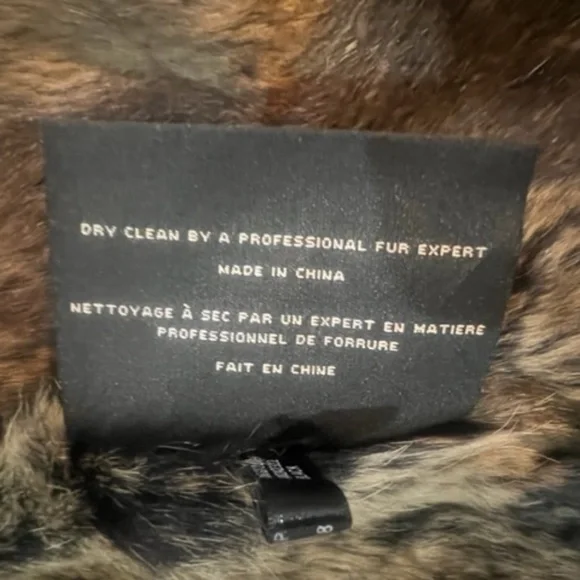 DRY CLEAN BY A PROFESSIONAL FUR EXPERT
MADE IN CHINA
NETTOYAGE À SEC PAR UN EXPERT EN MATIERE
PROFESSIONNEL DE FORRURE
FAIT EN CHINE
P
8